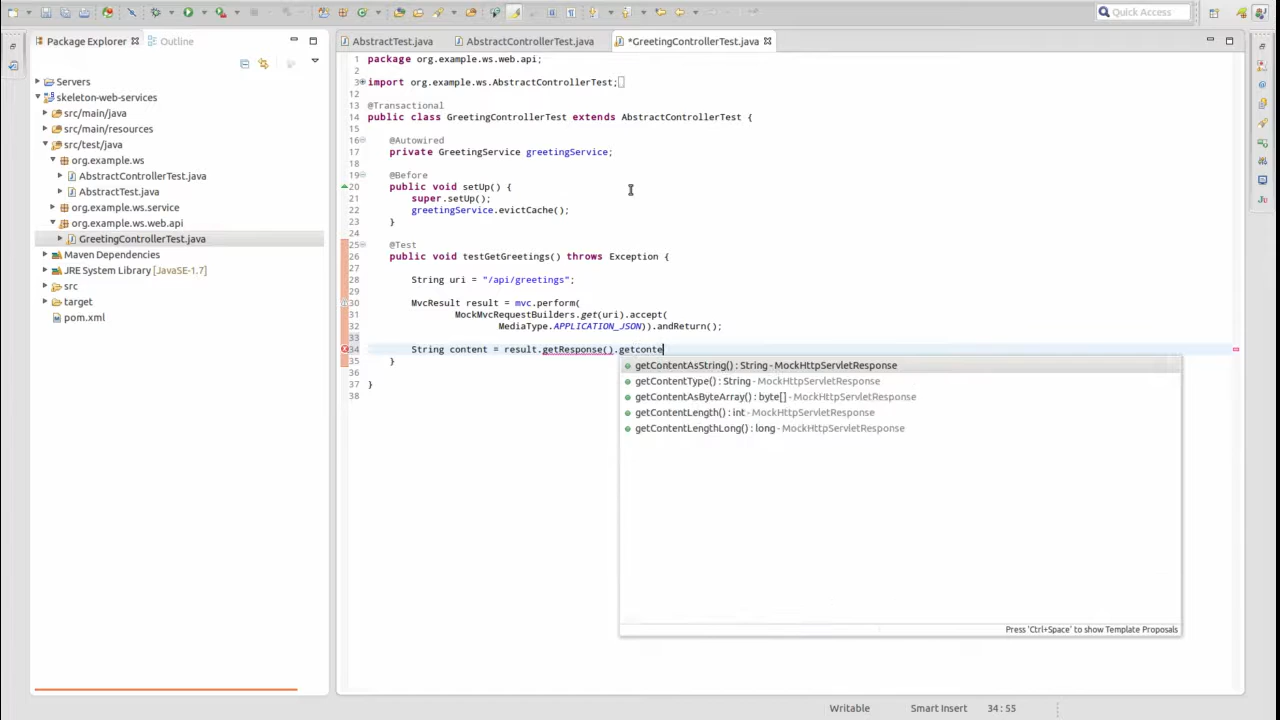 Quick Access
Package Explorer
Outline
Servers
skeleton-web-services
src/main/java
src/main/resources
src/test/java
org.example.ws
AbstractControllerTest.java
AbstractTest.java
org.example.ws.service
org.example.ws.web.api
GreetingControllerTest.java
Maven Dependencies
JRE System Library [JavaSE-1.7]
src
target
pom.xml
AbstractTest.java
AbstractControllerTest.java
*GreetingControllerTest.java
1 package org.example.ws.web.api;
2
3 import org.example.ws.AbstractControllerTest;
12
13 @Transactional
14 public class GreetingControllerTest extends AbstractControllerTest {
15
16 @Autowired
17 private GreetingService greetingService;
18
19 @Before
20 public void setUp() {
21 super.setUp();
22 greetingService.evictCache();
23 }
24
25 @Test
26 public void testGetGreetings() throws Exception {
27
28 String uri = "/api/greetings";
29
30 MvcResult result = mvc.perform(
31 MockMvcRequestBuilders.get(uri).accept(
32 MediaType.APPLICATION_JSON)).andReturn();
33
34 String content = result.getResponse().getconte
35 }
36
37 }
38
getContentAsString() : String - MockHttpServletResponse
getContentType() : String - MockHttpServletResponse
getContentAsByteArray() : byte[] - MockHttpServletResponse
getContentLength() : int - MockHttpServletResponse
getContentLengthLong() : long - MockHttpServletResponse
Press 'Ctrl+Space' to show Template Proposals
Writable
Smart Insert
34 : 55